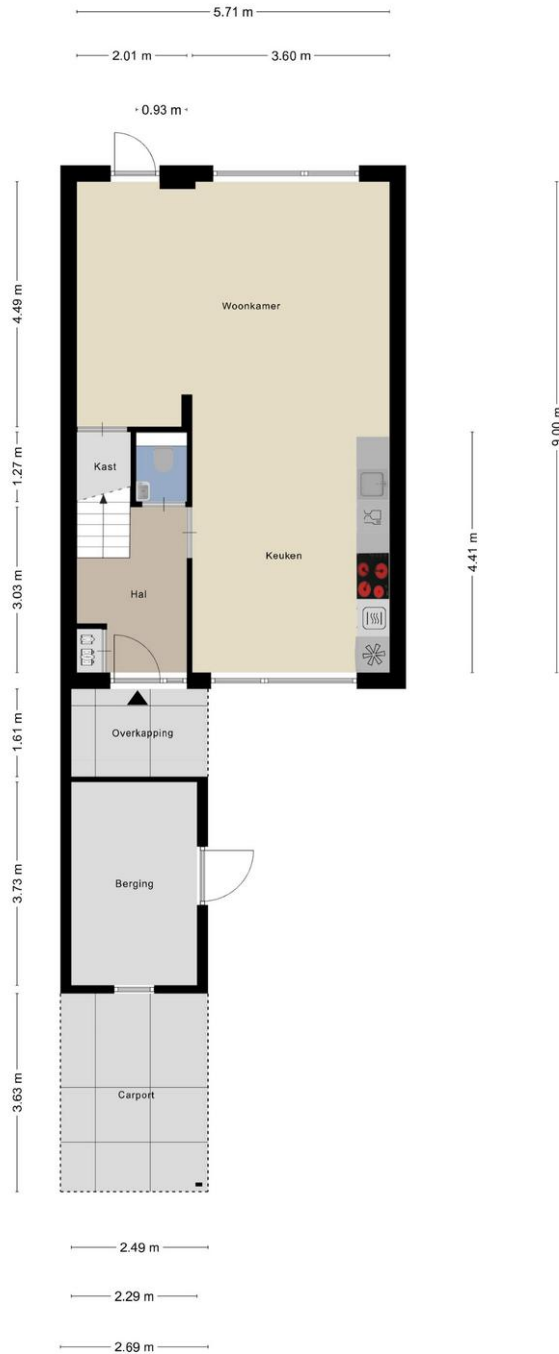 5.71 m
2.01 m
3.60 m
0.93 m
4.49 m
Woonkamer
9.00 m
1.27 m
Kast
4.41 m
Keuken
3.03 m
Hal
1.61 m
Overkapping
3.73 m
Berging
3.63 m
Carport
2.49 m
2.29 m
2.69 m